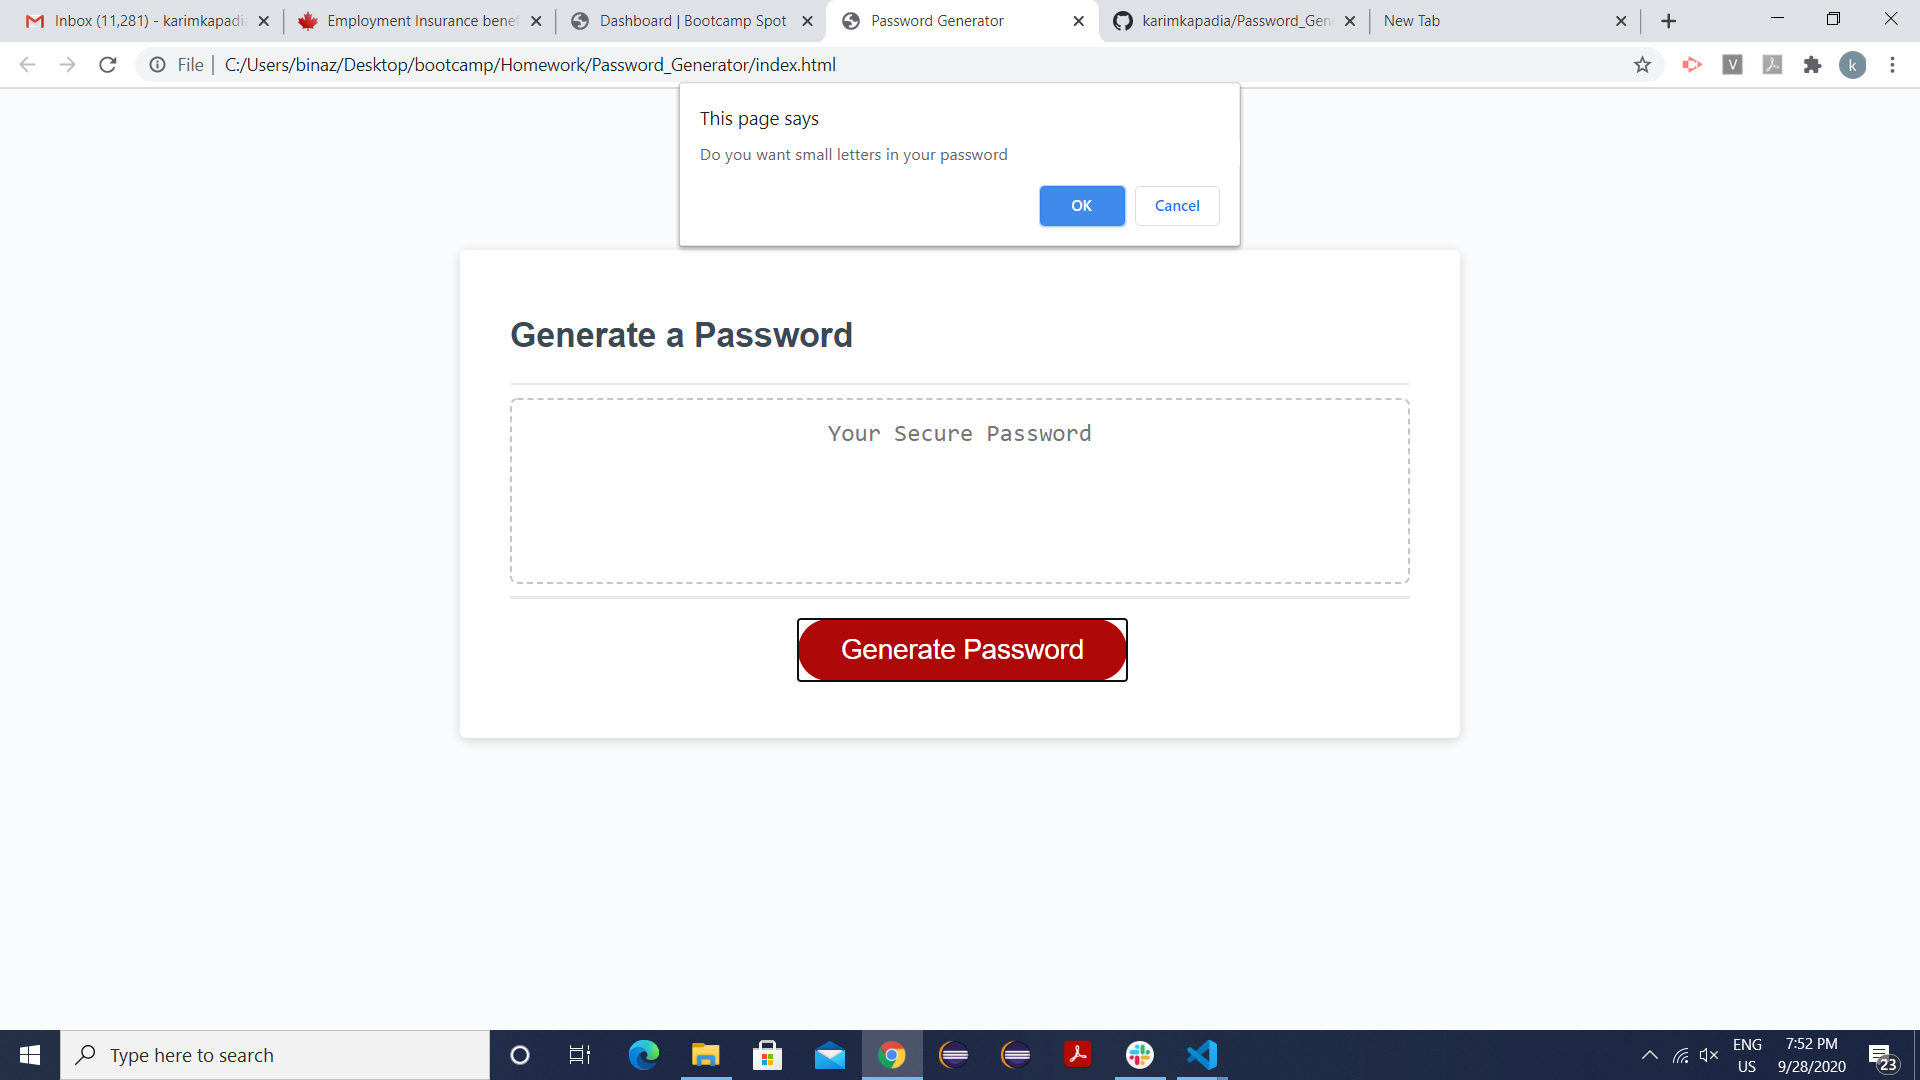 Inbox (11,281) - karimkapadi
Employment Insurance benef
Dashboard | Bootcamp Spot
Password Generator
karimkapadia/Password_Gen
New Tab
File
C:/Users/binaz/Desktop/bootcamp/Homework/Password_Generator/index.html
V
k
This page says
Do you want small letters in your password
OK
Cancel
Generate a Password
Your Secure Password
Generate Password
Type here to search
ENG
US
7:52 PM
9/28/2020
23